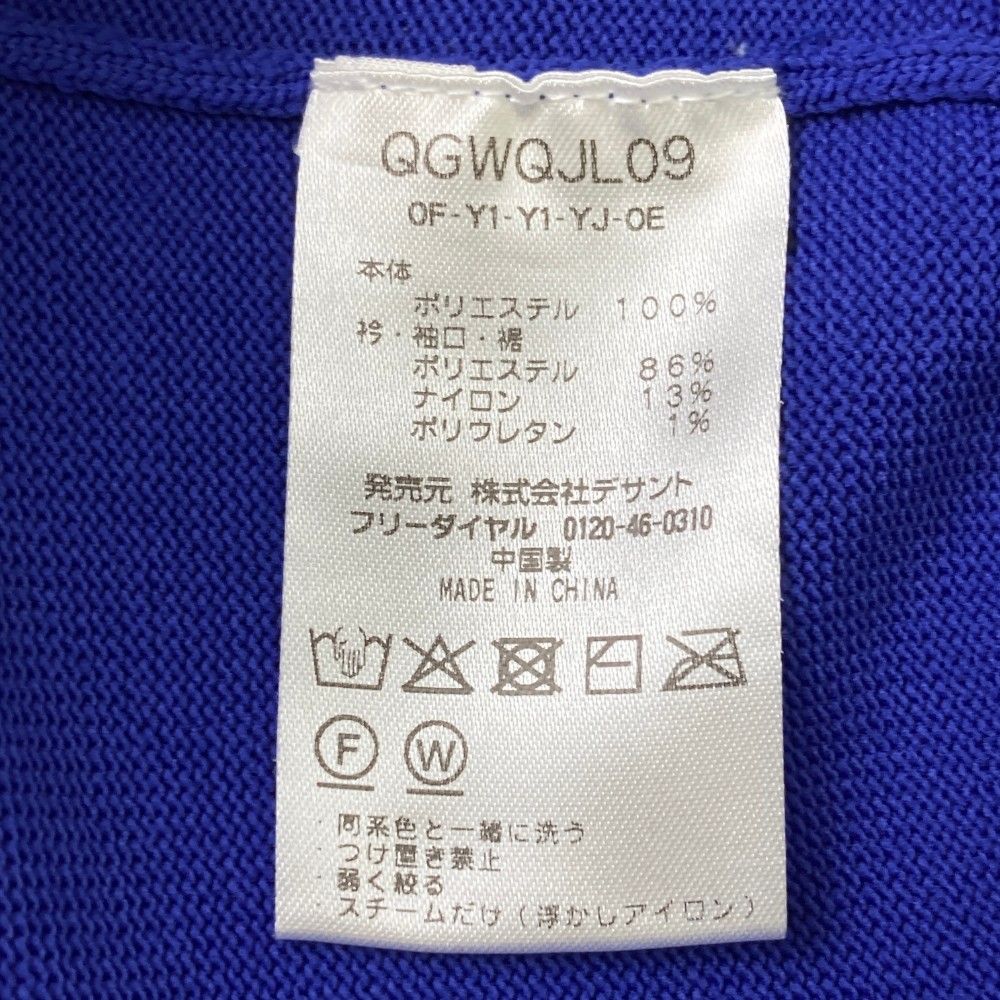 QGWQJL09
0F-Y1-Y1-YJ-0E
本体
ポリエステル 100%
衿・袖口・裾
ポリエステル 86%
ナイロン 13%
ポリウレタン 1%
発売元 株式会社デサント
フリーダイヤル 0120-46-0310
中国製
MADE IN CHINA
F W
・同系色と一緒に洗う
・つけ置き禁止
・弱く絞る
・スチームだけ(浮かしアイロン)